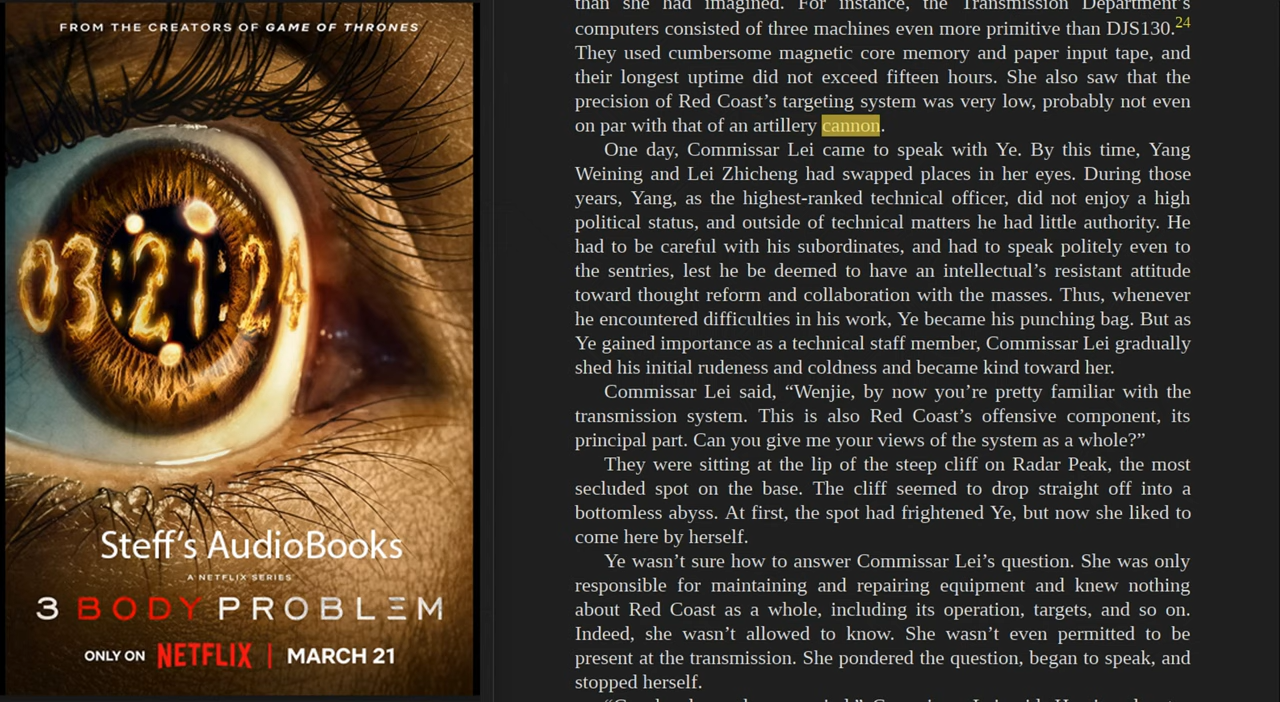 FROM THE CREATORS OF GAME OF THRONES
03:21:24
Steff's AudioBooks
A NETFLIX SERIES
3 BODY PROBLEM
ONLY ON NETFLIX | MARCH 21
than she had imagined. For instance, the Transmission Department's
computers consisted of three machines even more primitive than DJS130.24
They used cumbersome magnetic core memory and paper input tape, and
their longest uptime did not exceed fifteen hours. She also saw that the
precision of Red Coast’s targeting system was very low, probably not even
on par with that of an artillery cannon.
One day, Commissar Lei came to speak with Ye. By this time, Yang
Weining and Lei Zhicheng had swapped places in her eyes. During those
years, Yang, as the highest-ranked technical officer, did not enjoy a high
political status, and outside of technical matters he had little authority. He
had to be careful with his subordinates, and had to speak politely even to
the sentries, lest he be deemed to have an intellectual’s resistant attitude
toward thought reform and collaboration with the masses. Thus, whenever
he encountered difficulties in his work, Ye became his punching bag. But as
Ye gained importance as a technical staff member, Commissar Lei gradually
shed his initial rudeness and coldness and became kind toward her.
Commissar Lei said, “Wenjie, by now you’re pretty familiar with the
transmission system. This is also Red Coast’s offensive component, its
principal part. Can you give me your views of the system as a whole?”
They were sitting at the lip of the steep cliff on Radar Peak, the most
secluded spot on the base. The cliff seemed to drop straight off into a
bottomless abyss. At first, the spot had frightened Ye, but now she liked to
come here by herself.
Ye wasn’t sure how to answer Commissar Lei’s question. She was only
responsible for maintaining and repairing equipment and knew nothing
about Red Coast as a whole, including its operation, targets, and so on.
Indeed, she wasn’t allowed to know. She wasn’t even permitted to be
present at the transmission. She pondered the question, began to speak, and
stopped herself.